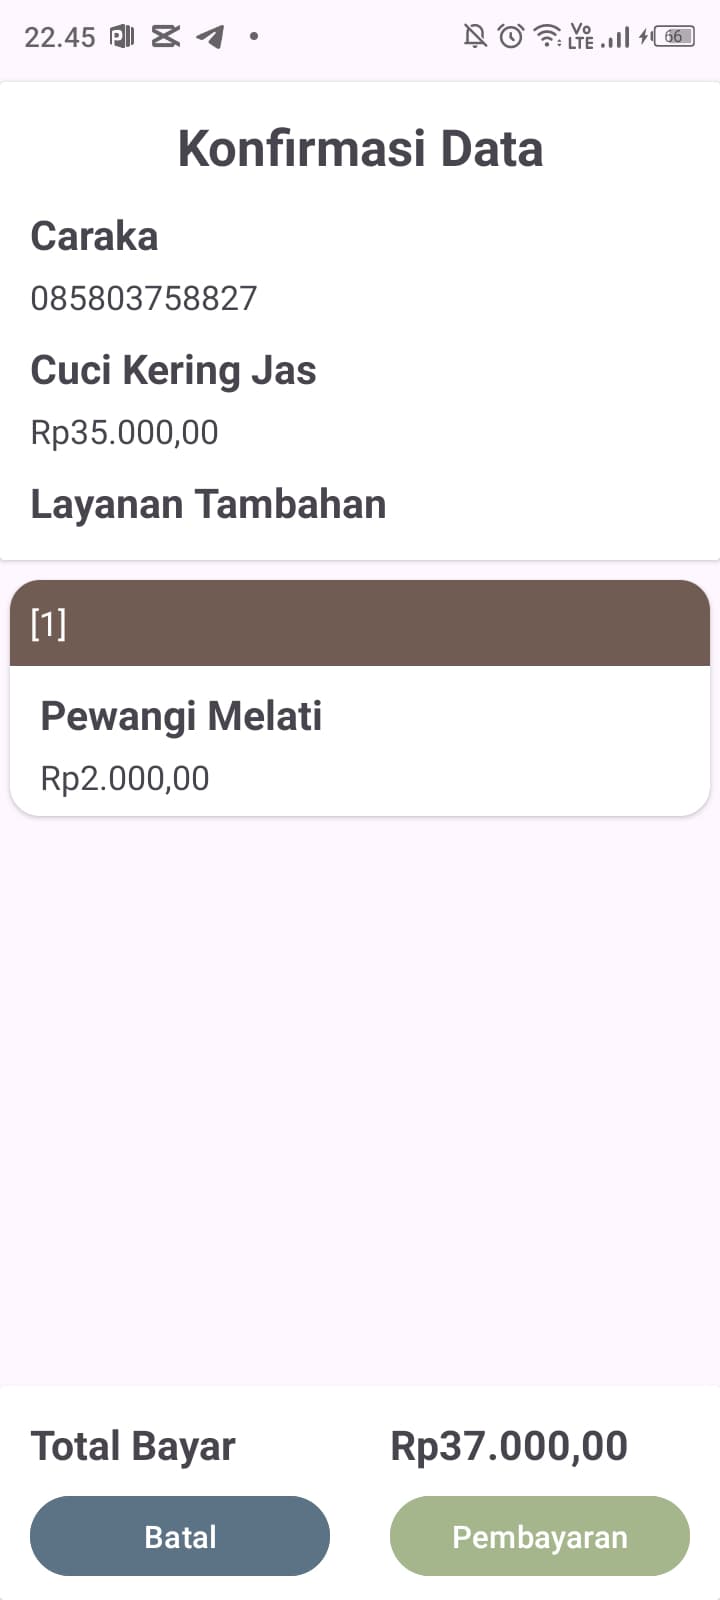 22.45
Vo
LTE
66
Konfirmasi Data
Caraka
085803758827
Cuci Kering Jas
Rp35.000,00
Layanan Tambahan
[1]
Pewangi Melati
Rp2.000,00
Total Bayar Rp37.000,00
Batal Pembayaran